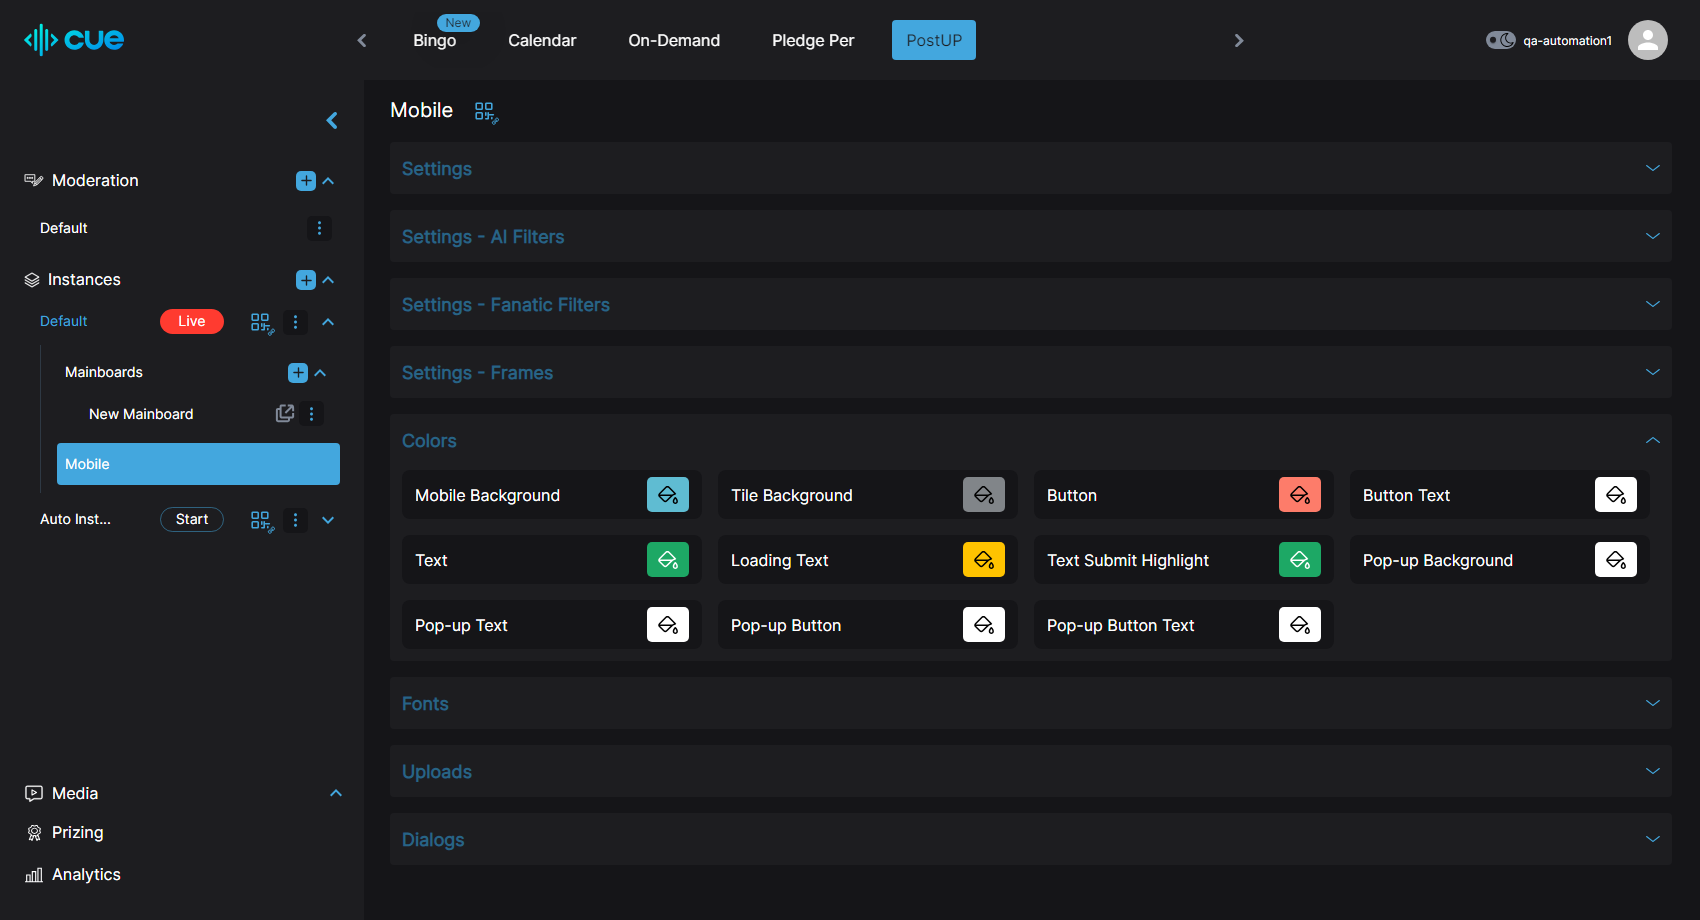 cue
New
Bingo
Calendar
On-Demand
Pledge Per
PostUP
qa-automation1
Moderation
Default
Instances
Default
Live
Mainboards
New Mainboard
Mobile
Auto Inst...
Start
Media
Prizing
Analytics
Mobile
Settings
Settings - AI Filters
Settings - Fanatic Filters
Settings - Frames
Colors
Mobile Background
Tile Background
Button
Button Text
Text
Loading Text
Text Submit Highlight
Pop-up Background
Pop-up Text
Pop-up Button
Pop-up Button Text
Fonts
Uploads
Dialogs